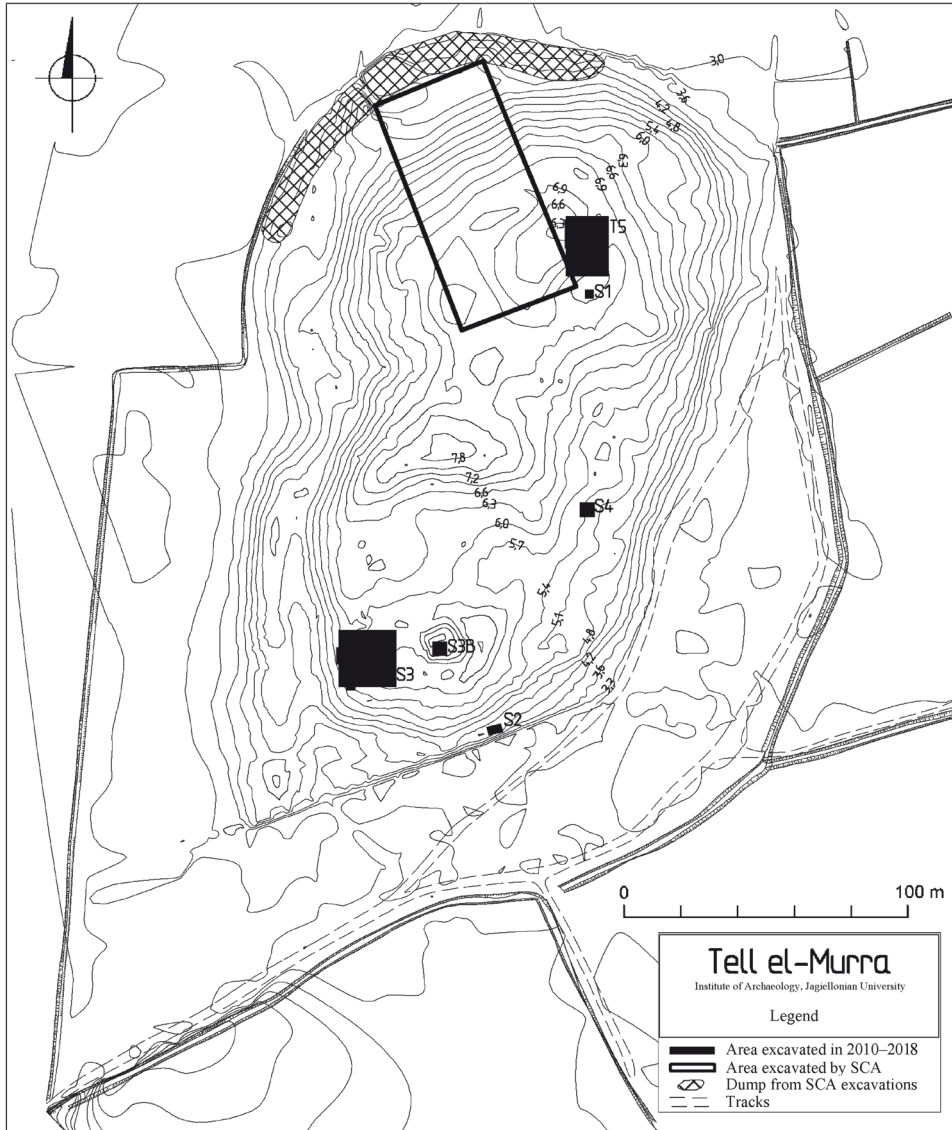 3,0
3,6
4,2
4,8
5,4
6,0
6,3
6,6
6,9
6,9
6,6
6,3
T5
S1
7,8
7,2
6,6
6,3
6,0
5,7
S4
5,4
5,1
4,8
4,2
3,6
3,3
S3B
S3
S2
0 100 m
Tell el-Murra
Institute of Archaeology, Jagiellonian University
Legend
Area excavated in 2010–2018
Area excavated by SCA
Dump from SCA excavations
Tracks